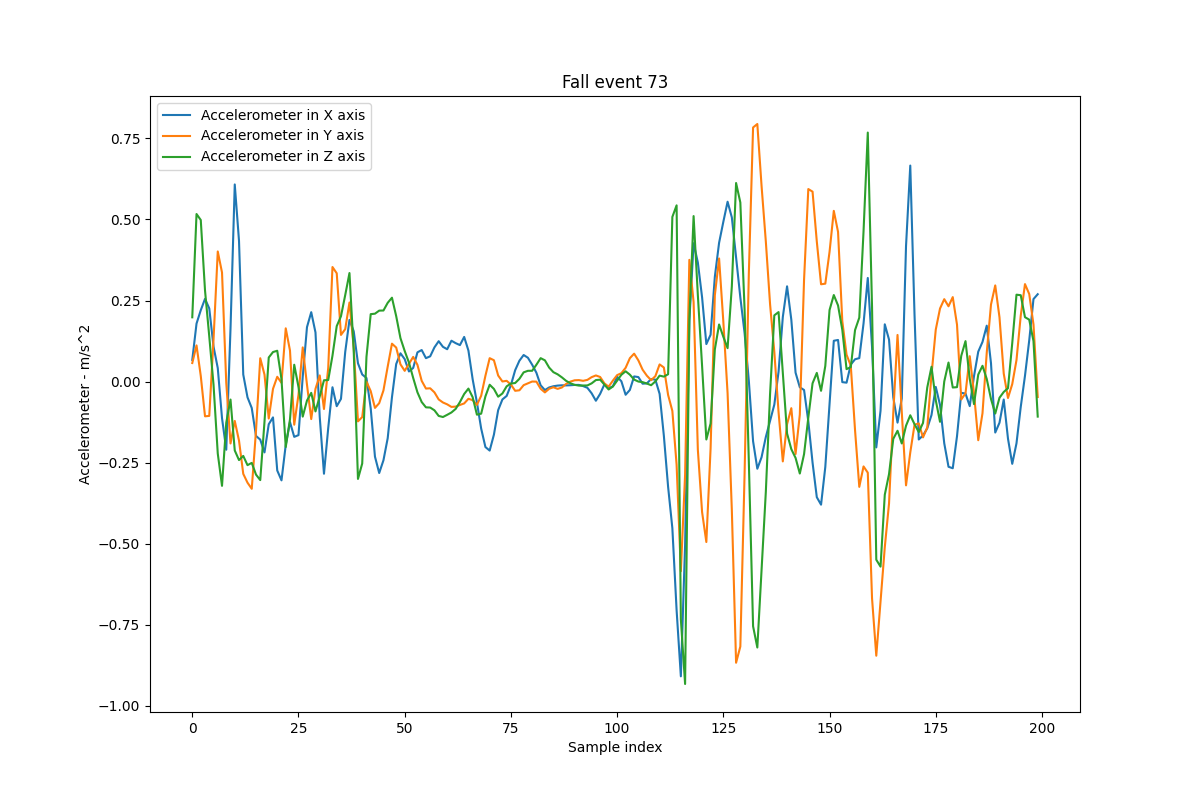 Fall event 73
Accelerometer in X axis
Accelerometer in Y axis
Accelerometer in Z axis
Accelerometer - m/s^2
0.75
0.50
0.25
0.00
−0.25
−0.50
−0.75
−1.00
0 25 50 75 100 125 150 175 200
Sample index